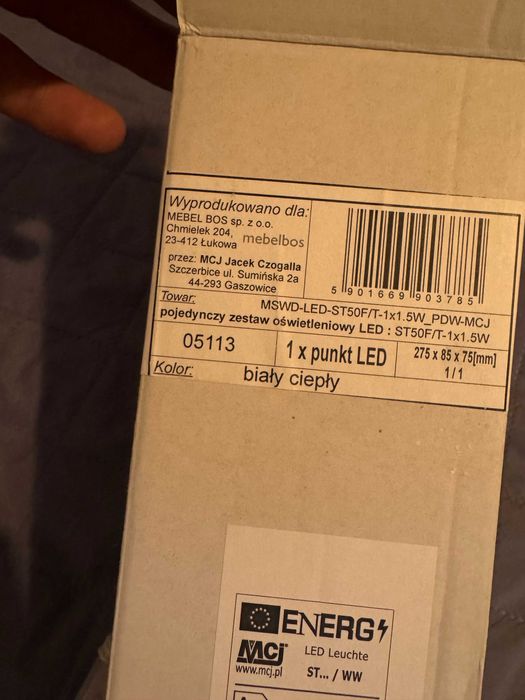 Wyprodukowano dla:
MEBEL BOS sp. z o.o.
Chmielek 204,
23-412 Łukowa
mebelbos
przez: MCJ Jacek Czogalla
Szczerbice ul. Sumińska 2a
44-293 Gaszowice
5 901669 903785
Towar: MSWD-LED-ST50F/T-1x1.5W_PDW-MCJ
pojedynczy zestaw oświetleniowy LED : ST50F/T-1x1.5W
05113
1 x punkt LED
275 x 85 x 75[mm]
1/1
Kolor: biały ciepły
ENERG
MCJ
www.mcj.pl
LED Leuchte
ST... / WW